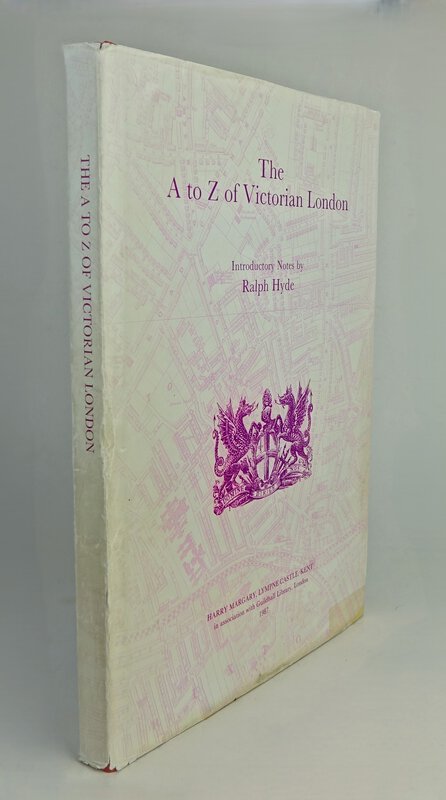 THE A TO Z OF VICTORIAN LONDON
The
A to Z of Victorian London
Introductory Notes by
Ralph Hyde
HARRY MARGARY, LYMPNE CASTLE, KENT
in association with Guildhall Library, London
1987